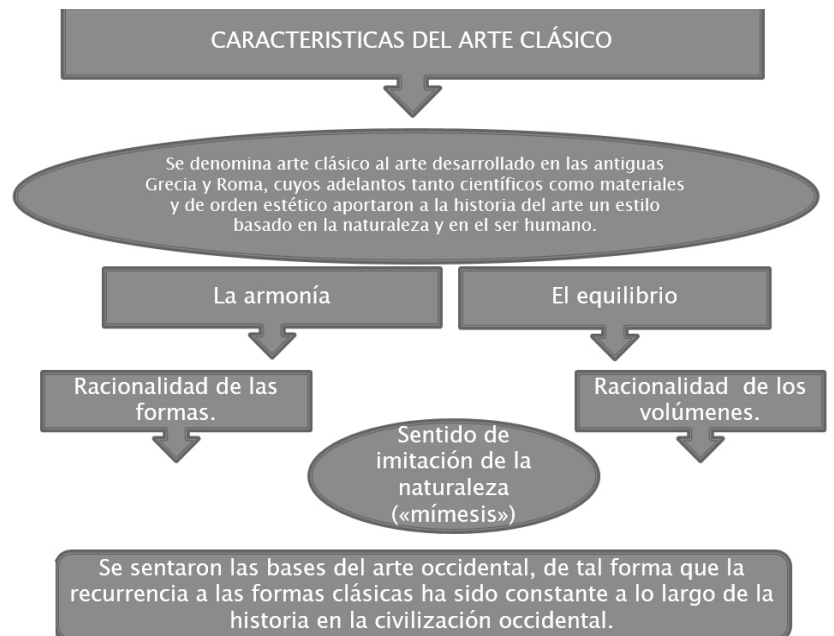 CARACTERISTICAS DEL ARTE CLÁSICO
Se denomina arte clásico al arte desarrollado en las antiguas
Grecia y Roma, cuyos adelantos tanto científicos como materiales
y de orden estético aportaron a la historia del arte un estilo
basado en la naturaleza y en el ser humano.
La armonía
El equilibrio
Racionalidad de las
formas.
Racionalidad de los
volúmenes.
Sentido de
imitación de la
naturaleza
(«mímesis»)
Se sentaron las bases del arte occidental, de tal forma que la
recurrencia a las formas clásicas ha sido constante a lo largo de la
historia en la civilización occidental.